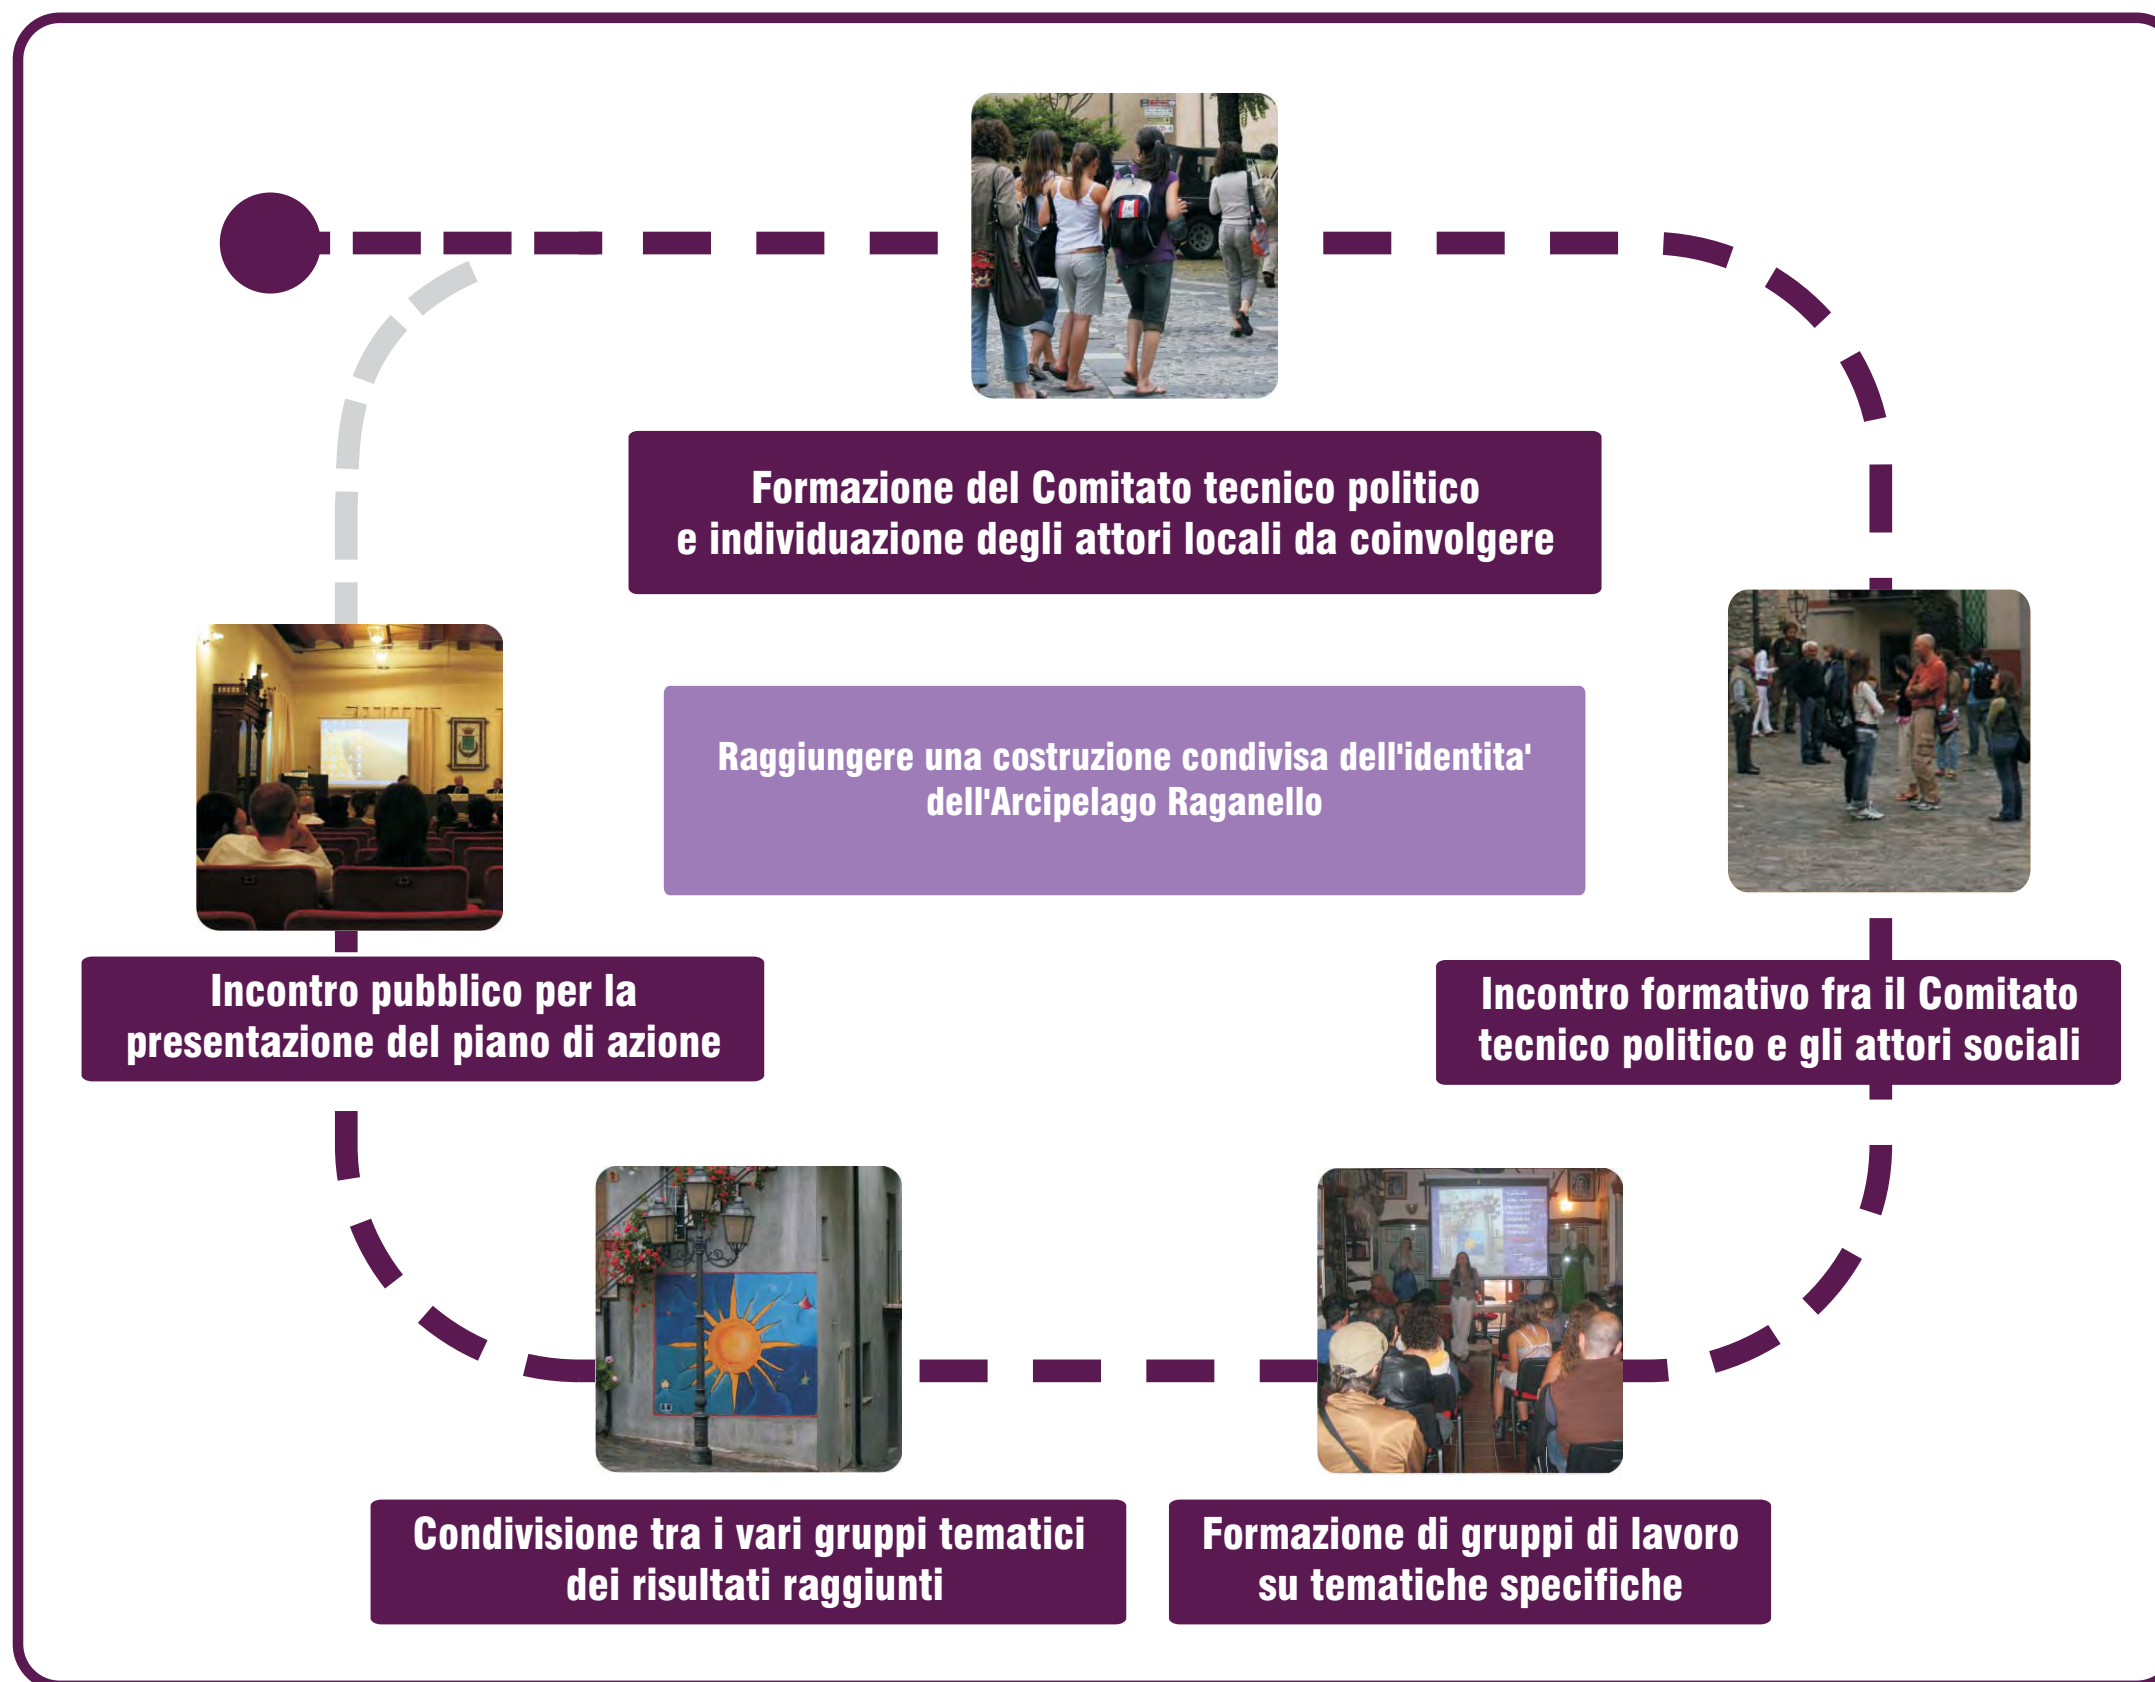 Formazione del Comitato tecnico politico
e individuazione degli attori locali da coinvolgere
Raggiungere una costruzione condivisa dell'identita'
dell'Arcipelago Raganello
Incontro pubblico per la
presentazione del piano di azione
Incontro formativo fra il Comitato
tecnico politico e gli attori sociali
Condivisione tra i vari gruppi tematici
dei risultati raggiunti
Formazione di gruppi di lavoro
su tematiche specifiche